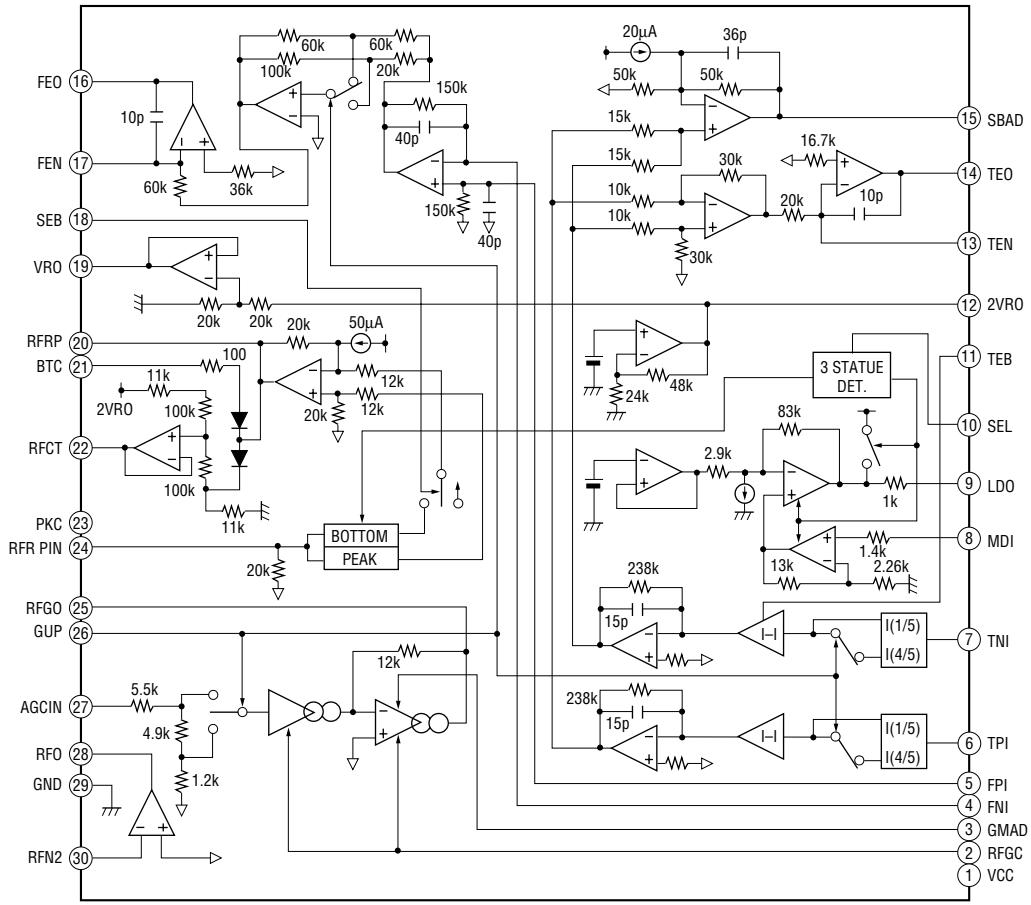 60k
60k
100k
20k
FEO 16
10p
FEN 17
60k
36k
150k
40p
150k
40p
SEB 18
VRO 19
20k
20k
RFRP 20
20k
50μA
BTC 21
100
12k
12k
20k
11k
2VRO
100k
RFCT 22
100k
11k
PKC 23
RFR PIN 24
20k
BOTTOM
PEAK
RFGO 25
GUP 26
12k
AGCIN 27
5.5k
4.9k
1.2k
RFO 28
GND 29
RFN2 30
20μA
36p
50k
50k
15k
15 SBAD
15k
16.7k
30k
14 TEO
10k
10k
20k
10p
30k
13 TEN
12 2VRO
48k
24k
3 STATUE
DET.
11 TEB
10 SEL
83k
2.9k
1k
9 LDO
8 MDI
1.4k
13k
2.26k
238k
15p
I–I
I(1/5)
I(4/5)
7 TNI
238k
15p
I–I
I(1/5)
I(4/5)
6 TPI
5 FPI
4 FNI
3 GMAD
2 RFGC
1 VCC